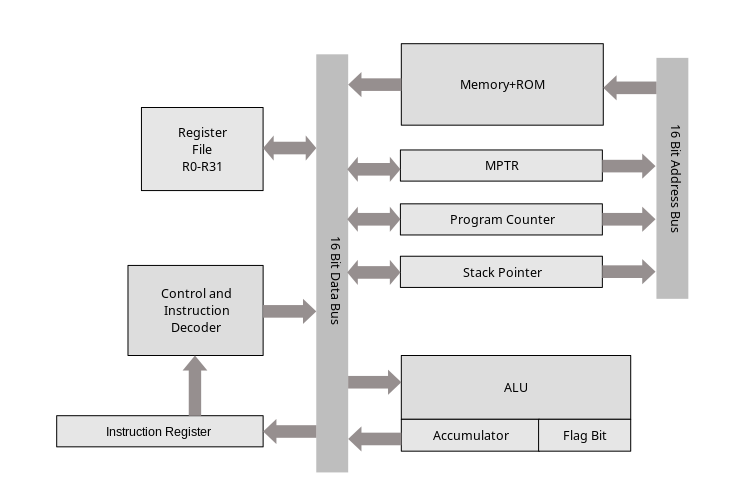 Memory+ROM
Register
File
R0-R31
MPTR
Program Counter
Stack Pointer
16 Bit Address Bus
16 Bit Data Bus
Control and
Instruction
Decoder
ALU
Instruction Register
Accumulator
Flag Bit